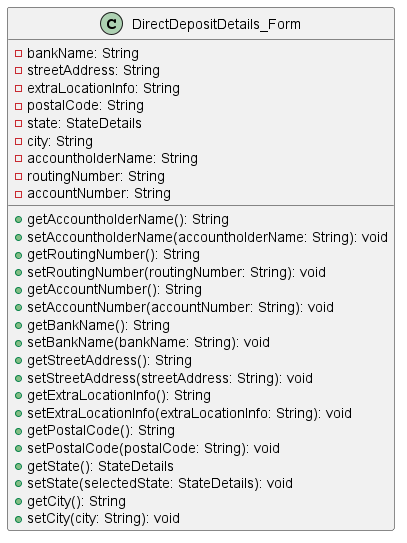 C DirectDepositDetails_Form
bankName: String
streetAddress: String
extraLocationInfo: String
postalCode: String
state: StateDetails
city: String
accountholderName: String
routingNumber: String
accountNumber: String
getAccountholderName(): String
setAccountholderName(accountholderName: String): void
getRoutingNumber(): String
setRoutingNumber(routingNumber: String): void
getAccountNumber(): String
setAccountNumber(accountNumber: String): void
getBankName(): String
setBankName(bankName: String): void
getStreetAddress(): String
setStreetAddress(streetAddress: String): void
getExtraLocationInfo(): String
setExtraLocationInfo(extraLocationInfo: String): void
getPostalCode(): String
setPostalCode(postalCode: String): void
getState(): StateDetails
setState(selectedState: StateDetails): void
getCity(): String
setCity(city: String): void